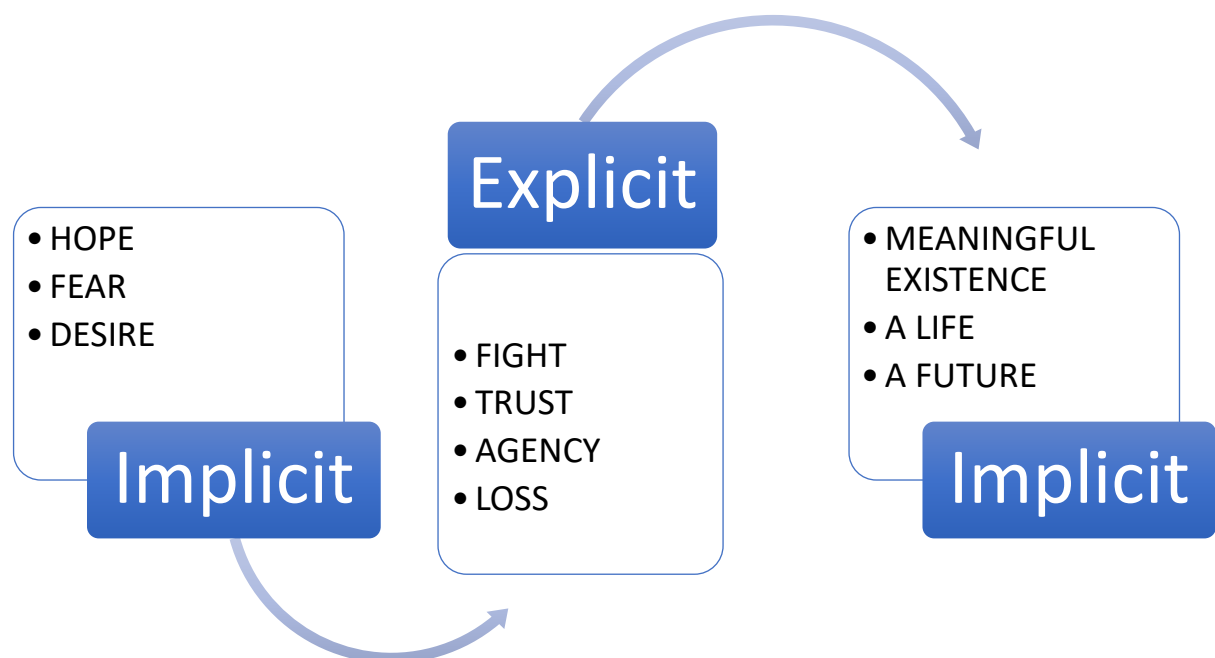 • HOPE
• FEAR
• DESIRE
Implicit
Explicit
• FIGHT
• TRUST
• AGENCY
• LOSS
• MEANINGFUL
EXISTENCE
• A LIFE
• A FUTURE
Implicit